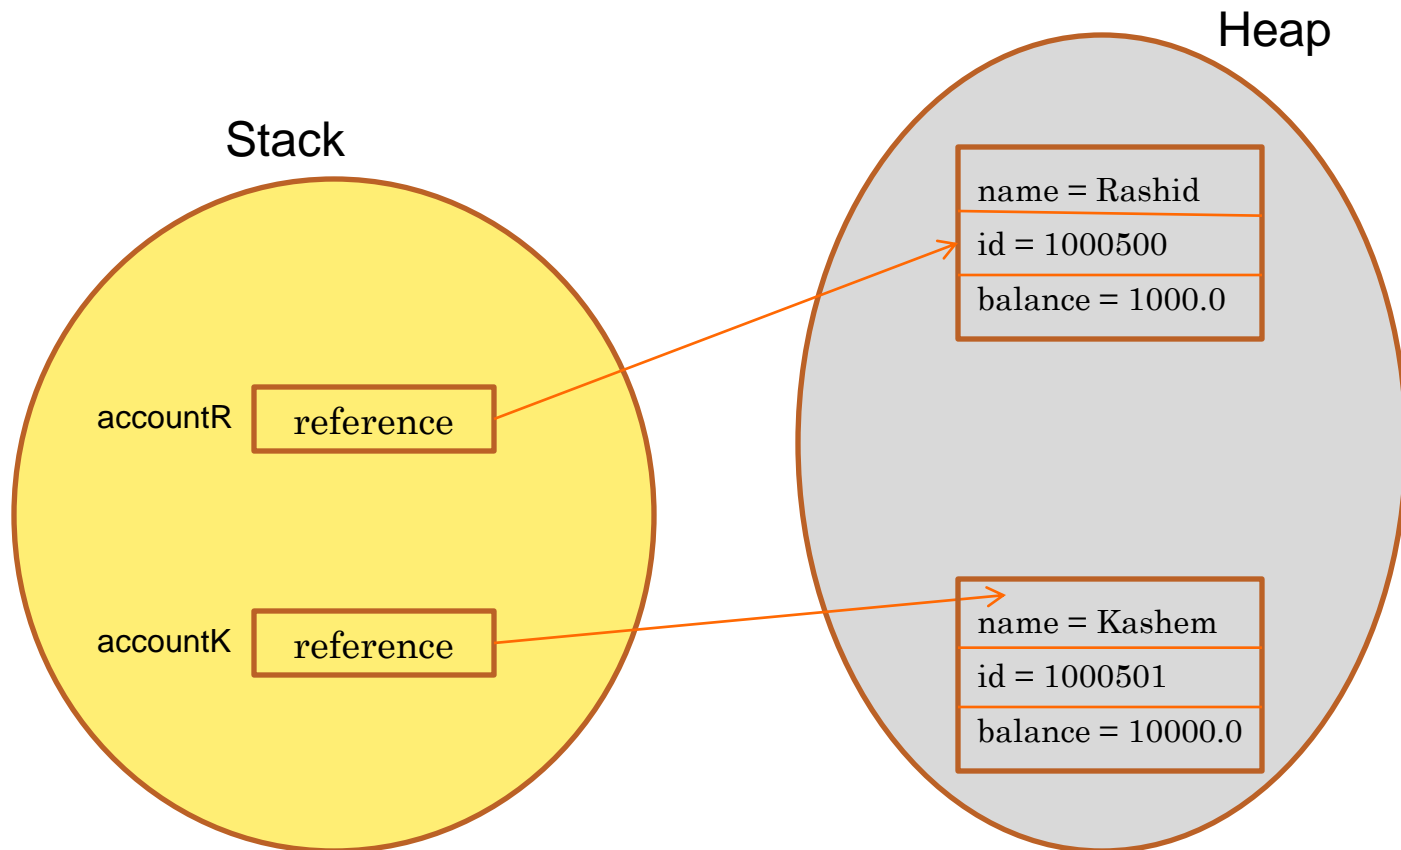 Heap
Stack
name = Rashid
id = 1000500
balance = 1000.0
accountR
reference
accountK
reference
name = Kashem
id = 1000501
balance = 10000.0